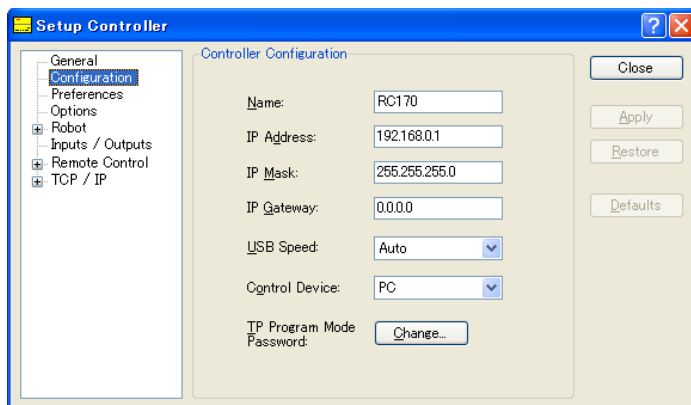 Setup Controller
General
Configuration
Preferences
Options
Robot
Inputs / Outputs
Remote Control
TCP / IP
Controller Configuration
Name: RC170
IP Address: 192.168.0.1
IP Mask: 255.255.255.0
IP Gateway: 0.0.0.0
USB Speed: Auto
Control Device: PC
TP Program Mode
Password: Change...
Close
Apply
Restore
Defaults